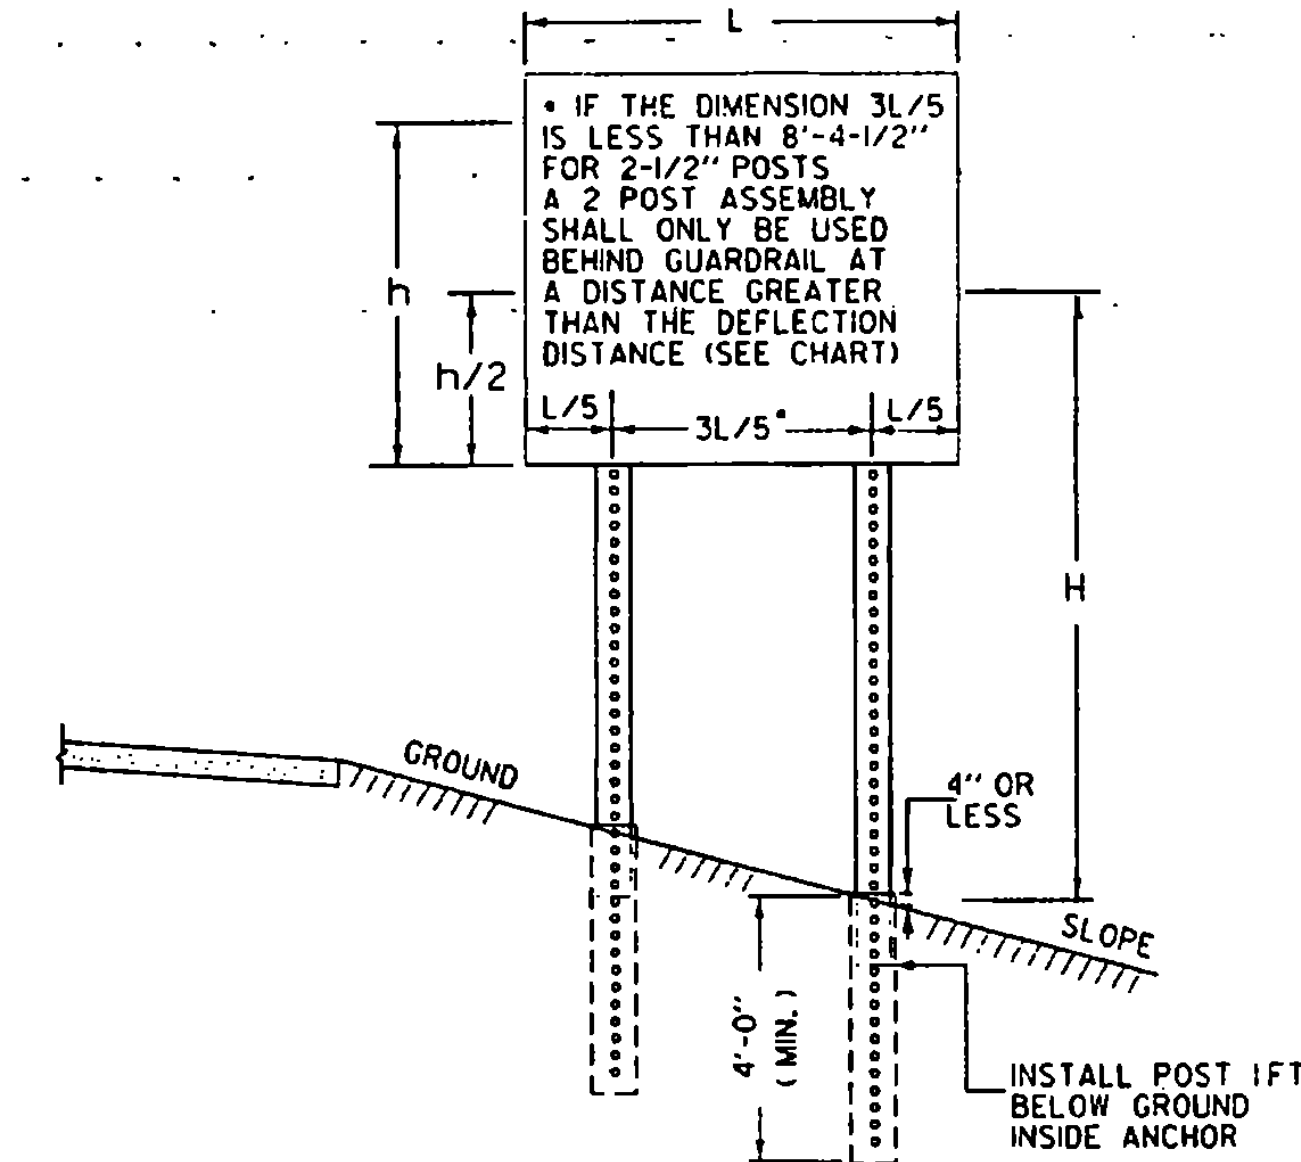 L
• IF THE DIMENSION 3L/5
IS LESS THAN 8'-4-1/2"
FOR 2-1/2" POSTS
A 2 POST ASSEMBLY
SHALL ONLY BE USED
BEHIND GUARDRAIL AT
A DISTANCE GREATER
THAN THE DEFLECTION
DISTANCE (SEE CHART)
h
h/2
L/5
3L/5•
L/5
H
GROUND
4" OR
LESS
SLOPE
4'-0"
(MIN.)
INSTALL POST 1FT
BELOW GROUND
INSIDE ANCHOR